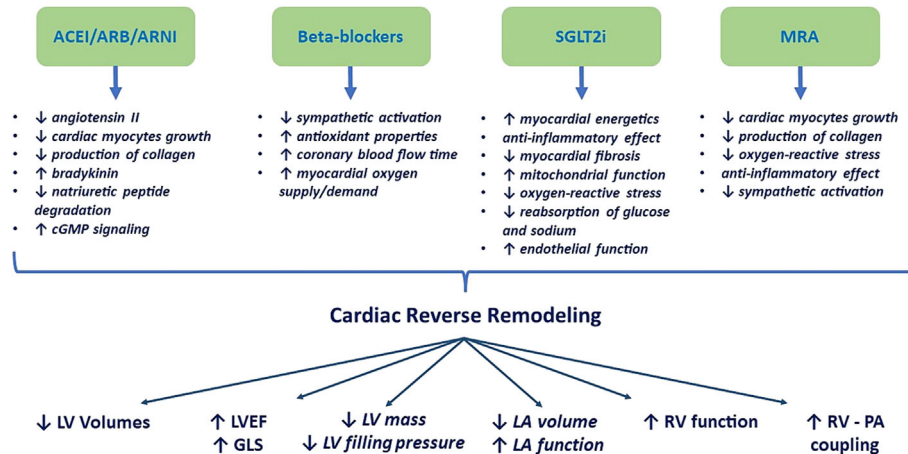 ACEI/ARB/ARNI
Beta-blockers
SGLT2i
MRA
• ↓ angiotensin II
• ↓ cardiac myocytes growth
• ↓ production of collagen
• ↑ bradykinin
• ↓ natriuretic peptide
degradation
• ↑ cGMP signaling
• ↓ sympathetic activation
• ↑ antioxidant properties
• ↑ coronary blood flow time
• ↑ myocardial oxygen
supply/demand
• ↑ myocardial energetics
anti-inflammatory effect
• ↓ myocardial fibrosis
• ↑ mitochondrial function
• ↓ oxygen-reactive stress
• ↓ reabsorption of glucose
and sodium
• ↑ endothelial function
• ↓ cardiac myocytes growth
• ↓ production of collagen
• ↓ oxygen-reactive stress
• anti-inflammatory effect
• ↓ sympathetic activation
Cardiac Reverse Remodeling
↓ LV Volumes
↑ LVEF
↑ GLS
↓ LV mass
↓ LV filling pressure
↓ LA volume
↑ LA function
↑ RV function
↑ RV - PA
coupling